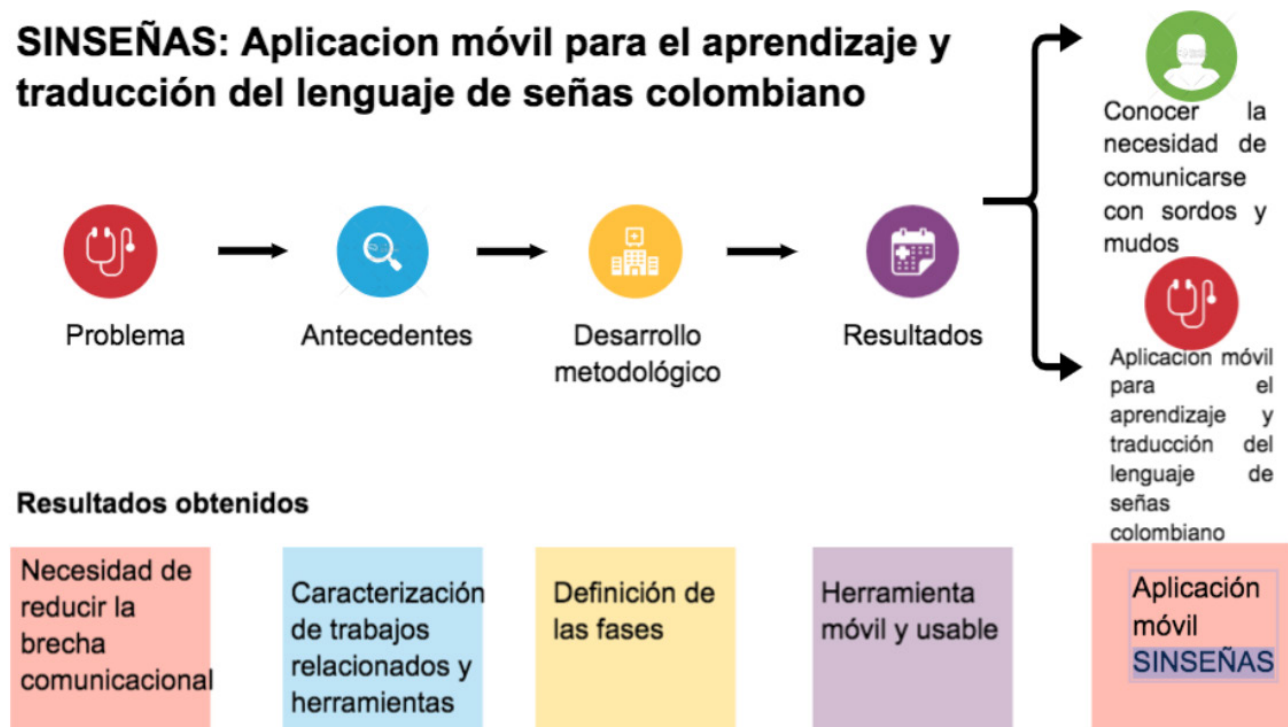 SINSEÑAS: Aplicacion móvil para el aprendizaje y
traducción del lenguaje de señas colombiano
Problema
Antecedentes
Desarrollo
metodológico
Resultados
Conocer la
necesidad de
comunicarse
con sordos y
mudos
Aplicación móvil
para el
aprendizaje y
traducción del
lenguaje de
señas
colombiano
Resultados obtenidos
Necesidad de
reducir la
brecha
comunicacional
Caracterización
de trabajos
relacionados y
herramientas
Definición de
las fases
Herramienta
móvil y usable
Aplicación
móvil
SINSEÑAS